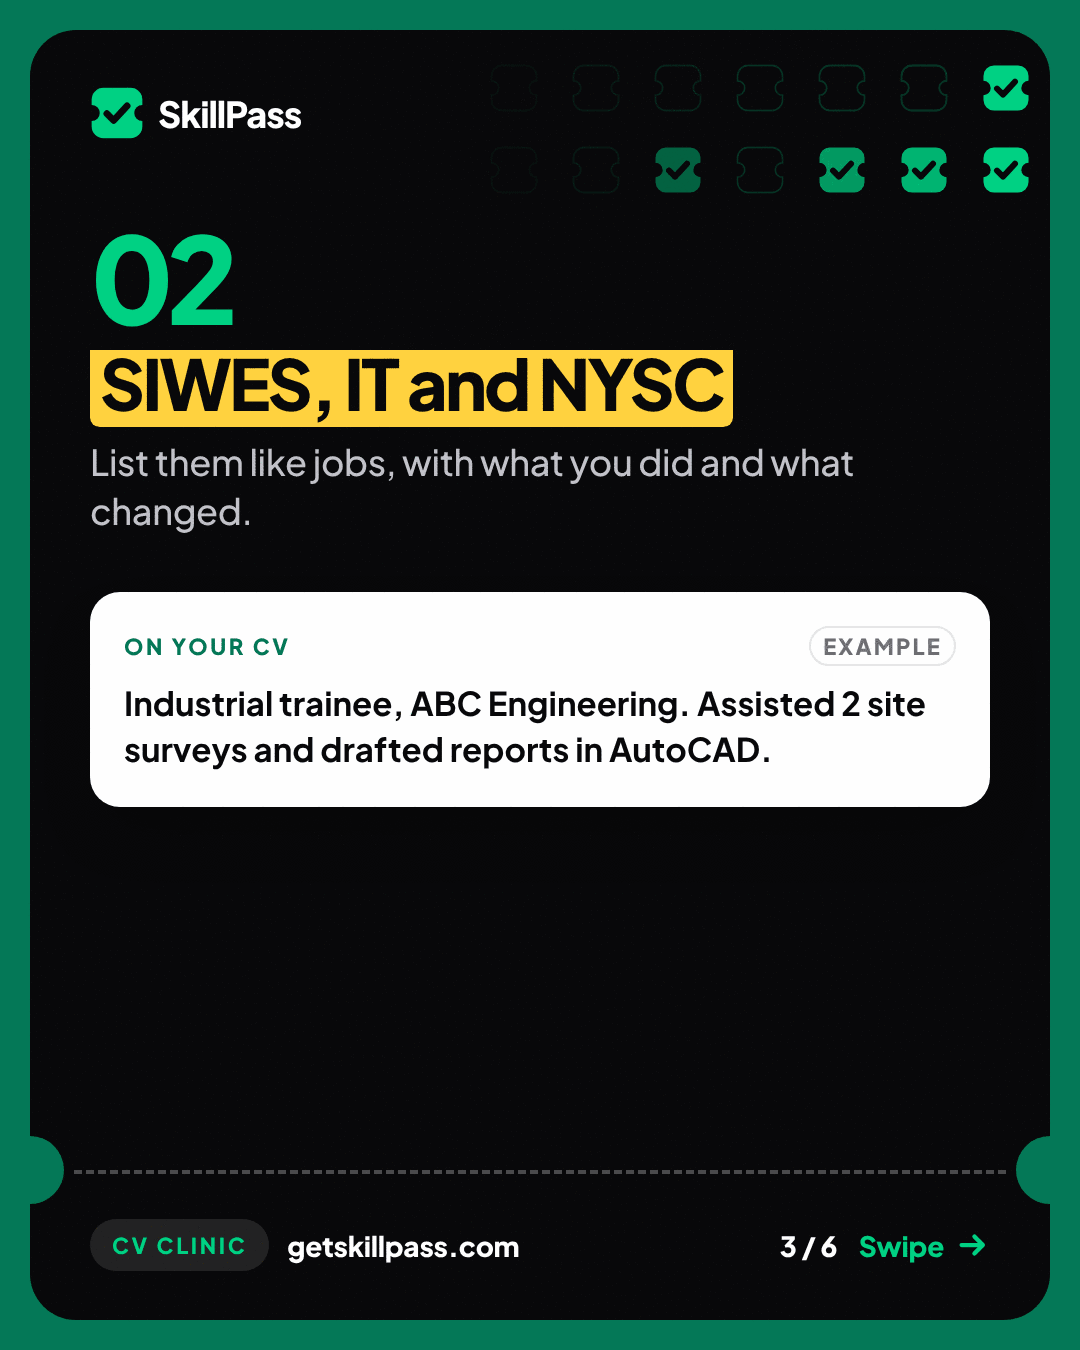 SkillPass
02
SIWES, IT and NYSC
List them like jobs, with what you did and what
changed.
ON YOUR CV
EXAMPLE
Industrial trainee, ABC Engineering. Assisted 2 site
surveys and drafted reports in AutoCAD.
CV CLINIC
getskillpass.com
3 / 6
Swipe →